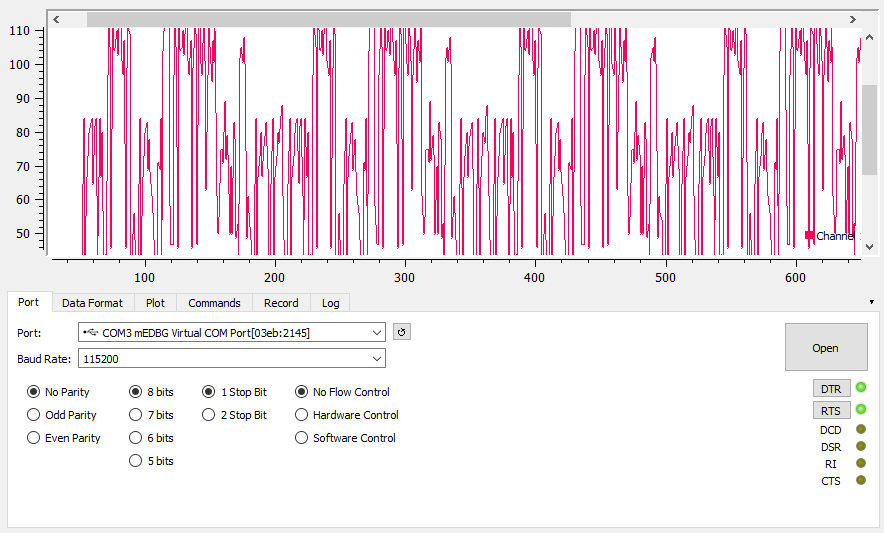 110
100
90
80
70
60
50
Channel
100 200 300 400 500 600
Port Data Format Plot Commands Record Log
Port: COM3 mEDBG Virtual COM Port[03eb:2145]
Baud Rate: 115200
Open
No Parity 8 bits 1 Stop Bit No Flow Control DTR
Odd Parity 7 bits 2 Stop Bit Hardware Control RTS
Even Parity 6 bits Software Control DCD
DSR
5 bits RI
CTS